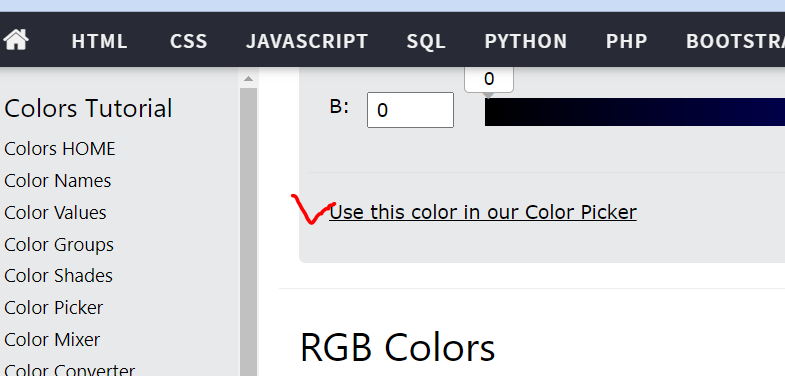 HTML CSS JAVASCRIPT SQL PYTHON PHP
Colors Tutorial
Colors HOME
Color Names
Color Values
Color Groups
Color Shades
Color Picker
Color Mixer
Color Converter
0
B: 0
Use this color in our Color Picker
RGB Colors